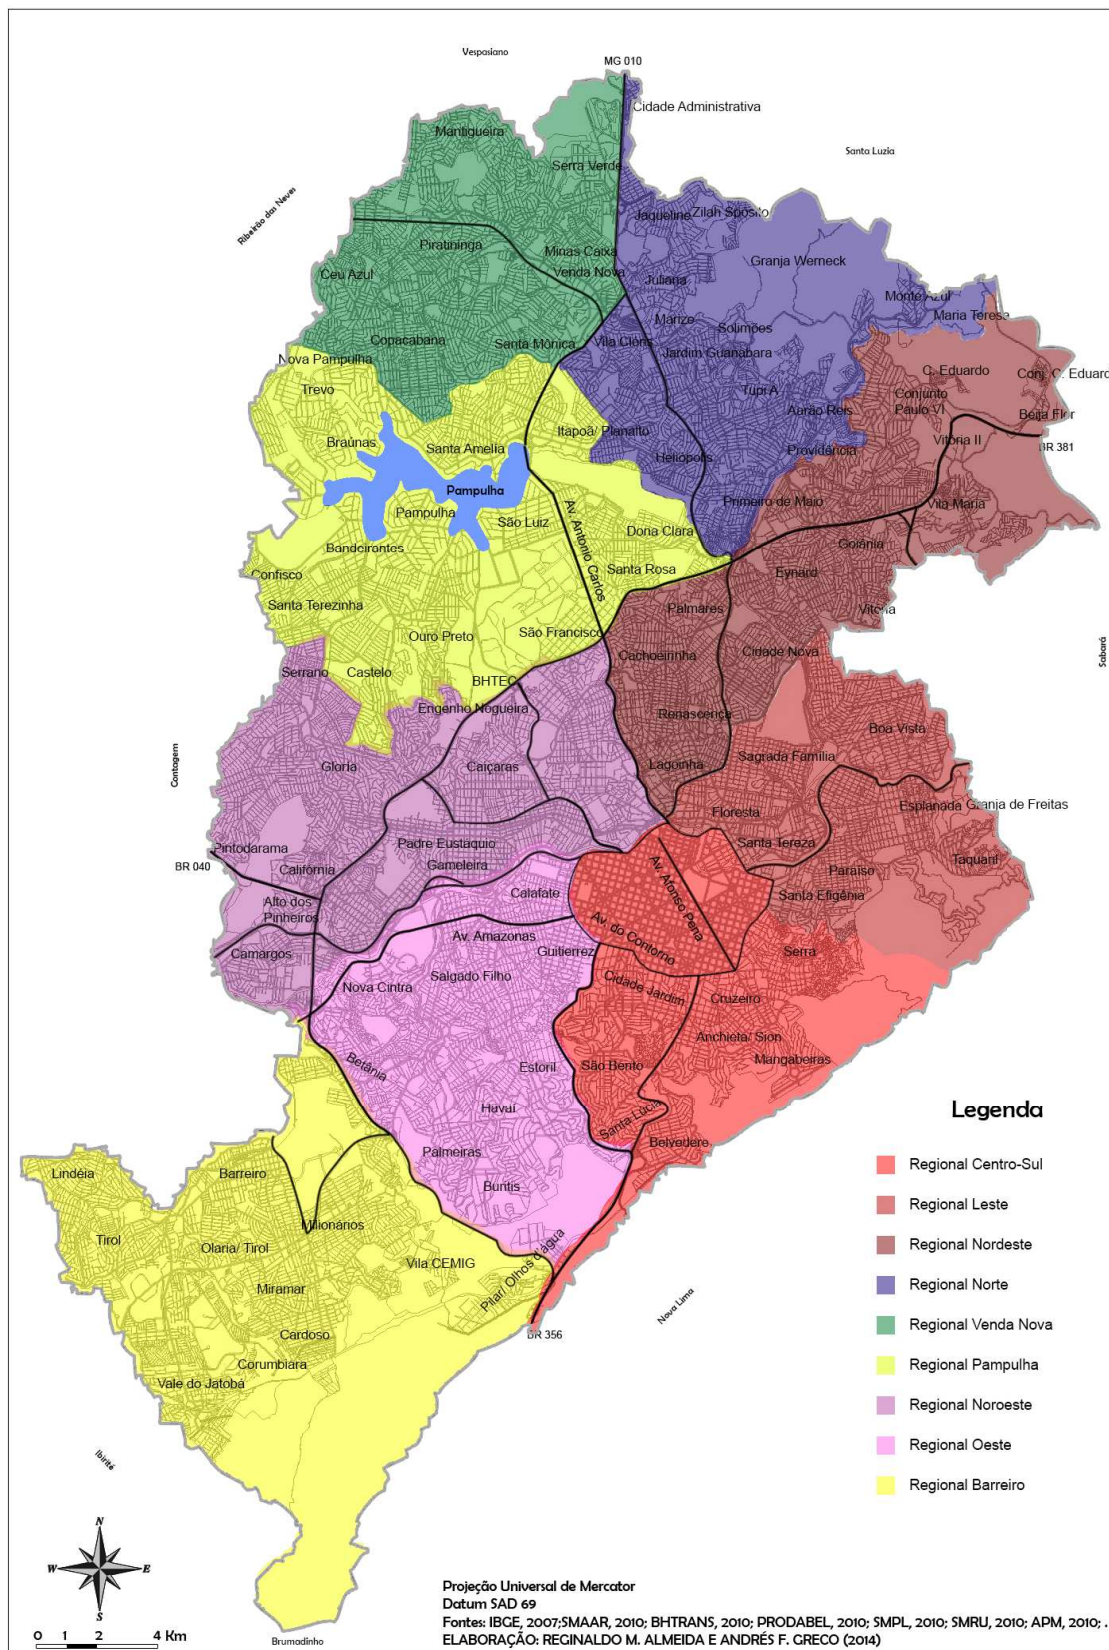 Vespasiano
MG 010
Cidade Administrativa
Mantigueira
Santa Luzia
Serra Verde
Ribeirão das Neves
Jaqueline
Zilah Sposito
Piratininga
Minas Caixa
Granja Werneck
Ceu Azul
Venda Nova
Juliana
Monte Azul
Maria Teresa
Marize
Solimões
Copacabana
Santa Mônica
Vila Clóris
Jardim Guanabara
Nova Pampulha
C. Eduardo
Conj. C. Eduard
Trevo
Tupi A
Conjunto
Paulo VI
Aarão Reis
Beija Flor
Braúnas
Santa Amelia
Itapoã/ Planalto
Vitória II
BR 381
Heliópolis
Providência
Pampulha
Primeiro de Maio
Vila Maria
Pampulha
São Luiz
Av. Antonio Carlos
Dona Clara
Bandeirantes
Goiânia
Confisco
Santa Rosa
Eynard
Santa Terezinha
Palmares
Vitória
Ouro Preto
São Francisco
Cachoeirinha
Cidade Nova
Sabará
Serrano
Castelo
BHTEC
Engenho Nogueira
Renascença
Boa Vista
Contagem
Gloria
Caiçaras
Lagoinha
Sagrada Família
Floresta
Esplanada
Granja de Freitas
Pintodarama
Padre Eustaquio
Santa Tereza
BR 040
Califórnia
Gameleira
Paraíso
Taquaril
Alto dos
Pinheiros
Calafate
Av. Afonso Pena
Santa Efigênia
Av. do Contorno
Av. Amazonas
Camargos
Guitierrez
Serra
Salgado Filho
Nova Cintra
Cidade Jardim
Cruzeiro
Anchieta/ Sion
Mangabeiras
Betânia
Estoril
São Bento
Havaí
Santa Lúcia
Legenda
Palmeiras
Belvedere
Regional Centro-Sul
Lindéia
Barreiro
Buritis
Regional Leste
Milionários
Tirol
Olaria/ Tirol
Regional Nordeste
Vila CEMIG
Pilar/ Olhos d'água
Miramar
Regional Norte
Nova Lima
Cardoso
BR 356
Regional Venda Nova
Corumbiara
Regional Pampulha
Vale do Jatobá
Regional Noroeste
Regional Oeste
Ibirité
Regional Barreiro
N
W E
S
Projeção Universal de Mercator
Datum SAD 69
Fontes: IBGE, 2007;SMAAR, 2010; BHTRANS, 2010; PRODABEL, 2010; SMPL, 2010; SMRU, 2010; APM, 2010; .
0 1 2 4 Km
ELABORAÇÃO: REGINALDO M. ALMEIDA E ANDRÉS F. GRECO (2014)
Brumadinho